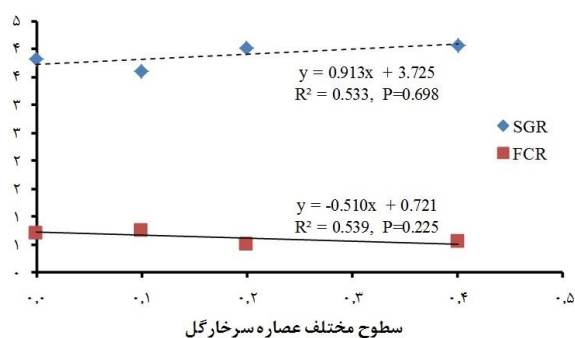 ۵
۴
۴
۳
۳
۲
۲
۱
۱
۰
y = 0.913x + 3.725
R² = 0.533, P=0.698
SGR
FCR
y = -0.510x + 0.721
R² = 0.539, P=0.225
۰,۰ ۰,۱ ۰,۲ ۰,۳ ۰,۴ ۰,۵
سطوح مختلف عصاره سرخارگل